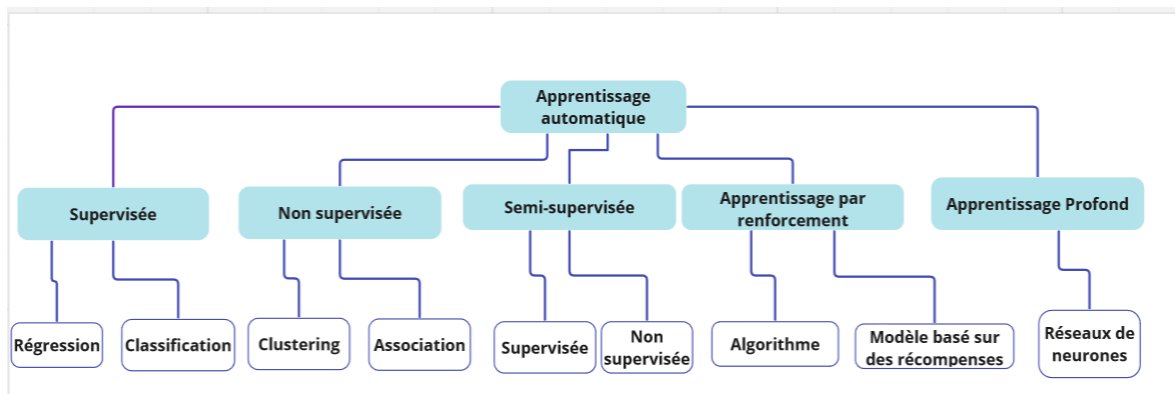 Apprentissage
automatique
Supervisée
Non supervisée
Semi-supervisée
Apprentissage par
renforcement
Apprentissage Profond
Régression
Classification
Clustering
Association
Supervisée
Non
supervisée
Algorithme
Modèle basé sur
des récompenses
Réseaux de
neurones